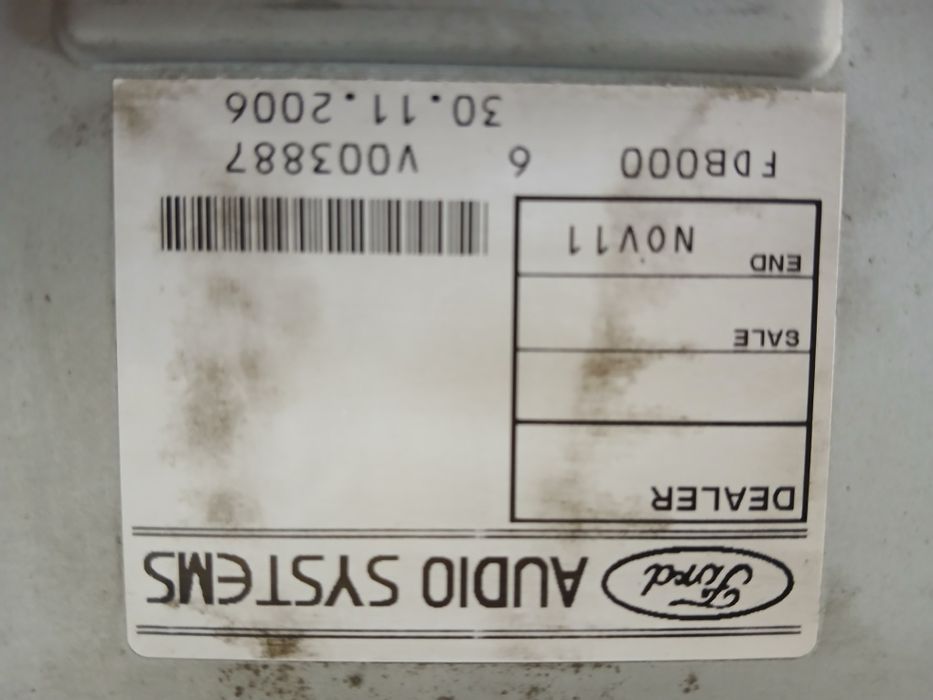 Ford AUDIO SYSTEMS
DEALER
SALE
END NOV11
FDB000 6 V003887
30.11.2006